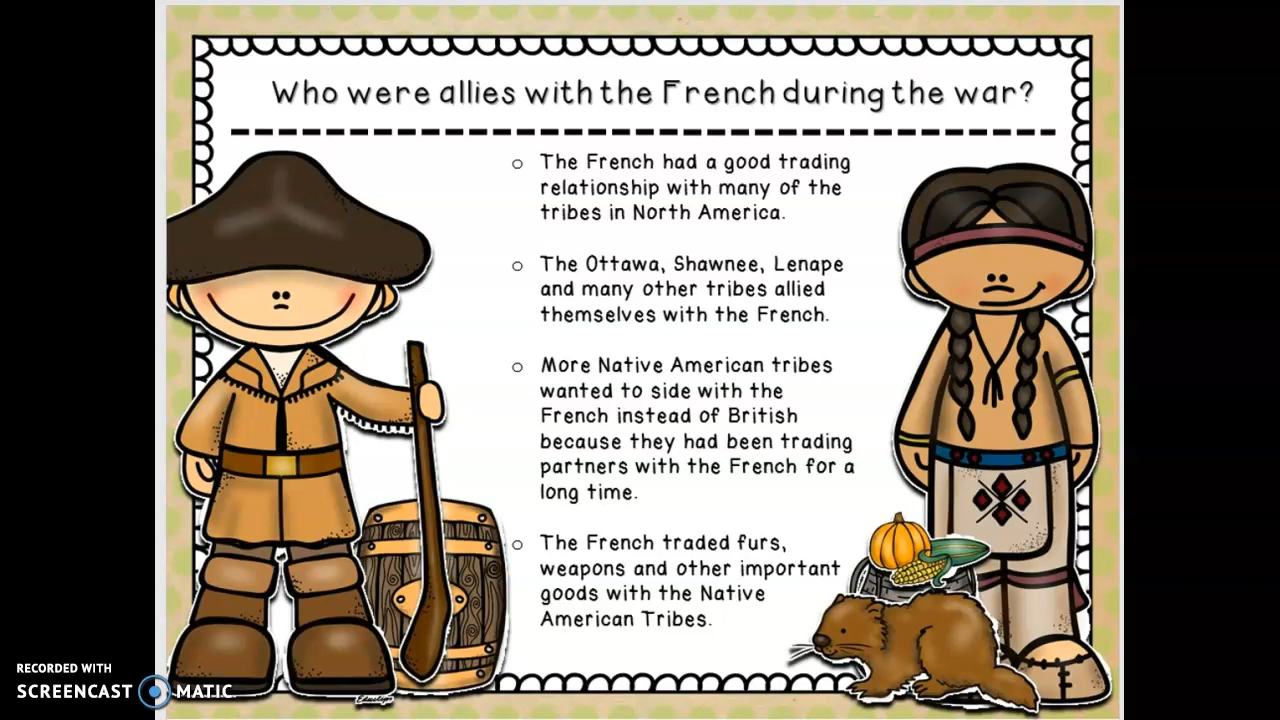 Who were allies with the French during the war?
o The French had a good trading
relationship with many of the
tribes in North America.
o The Ottawa, Shawnee, Lenape
and many other tribes allied
themselves with the French.
o More Native American tribes
wanted to side with the
French instead of British
because they had been trading
partners with the French for a
long time.
o The French traded furs,
weapons and other important
goods with the Native
American Tribes.
RECORDED WITH
SCREENCAST MATIC